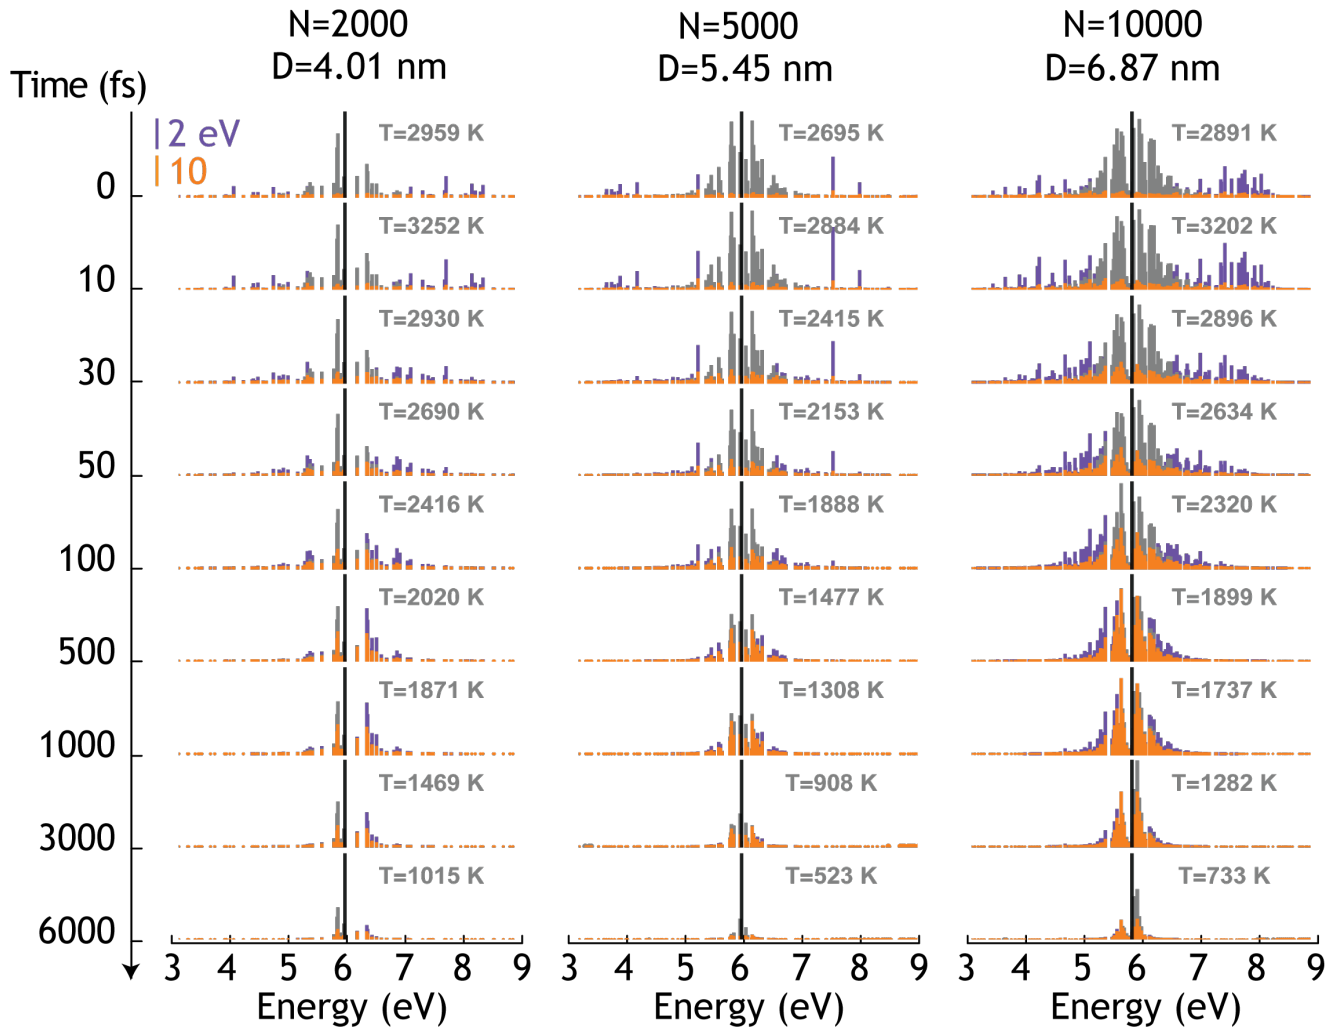 N=2000 N=5000 N=10000
D=4.01 nm D=5.45 nm D=6.87 nm
Time (fs)
2 eV
10
0 T=2959 K T=2695 K T=2891 K
10 T=3252 K T=2884 K T=3202 K
30 T=2930 K T=2415 K T=2896 K
50 T=2690 K T=2153 K T=2634 K
100 T=2416 K T=1888 K T=2320 K
500 T=2020 K T=1477 K T=1899 K
1000 T=1871 K T=1308 K T=1737 K
3000 T=1469 K T=908 K T=1282 K
6000 T=1015 K T=523 K T=733 K
3 4 5 6 7 8 9 3 4 5 6 7 8 9 3 4 5 6 7 8 9
Energy (eV) Energy (eV) Energy (eV)